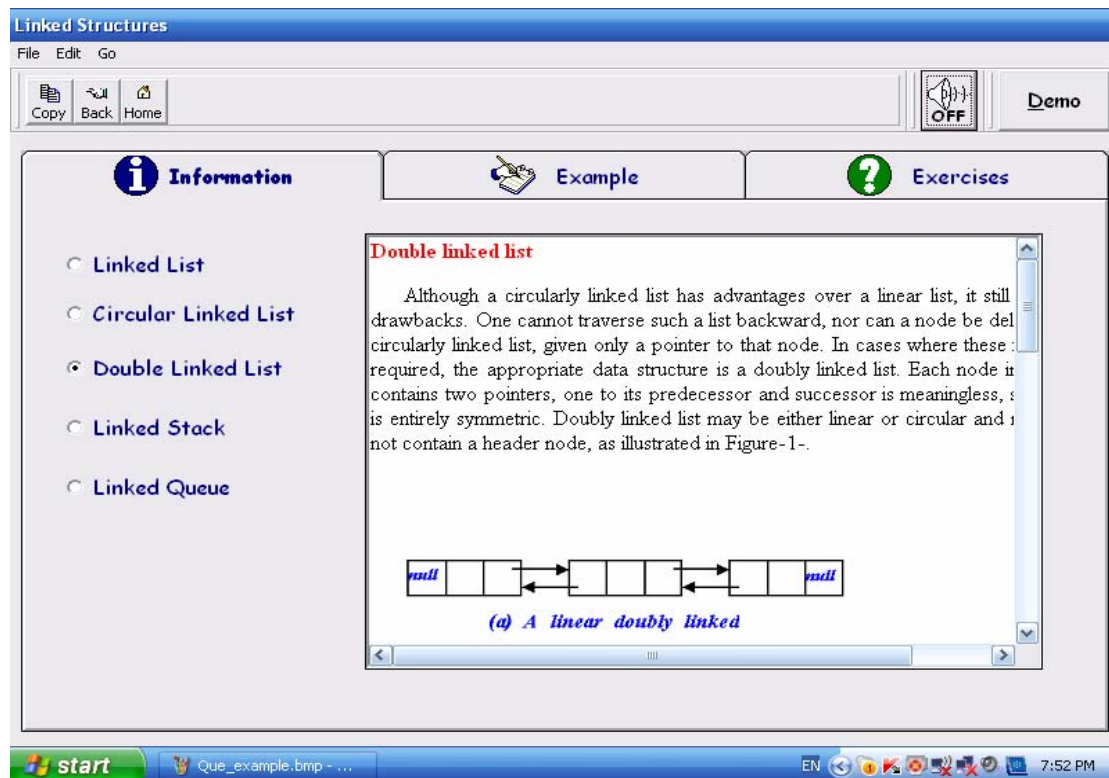 Linked Structures
File Edit Go
Copy Back Home
OFF
Demo
Information
Example
Exercises
Linked List
Circular Linked List
Double Linked List
Linked Stack
Linked Queue
Double linked list
Although a circularly linked list has advantages over a linear list, it still
drawbacks. One cannot traverse such a list backward, nor can a node be del
circularly linked list, given only a pointer to that node. In cases where these
required, the appropriate data structure is a doubly linked list. Each node in
contains two pointers, one to its predecessor and successor is meaningless, s
is entirely symmetric. Doubly linked list may be either linear or circular and
not contain a header node, as illustrated in Figure-1-.
null null
(a) A linear doubly linked
start Que_example.bmp - ... EN 7:52 PM